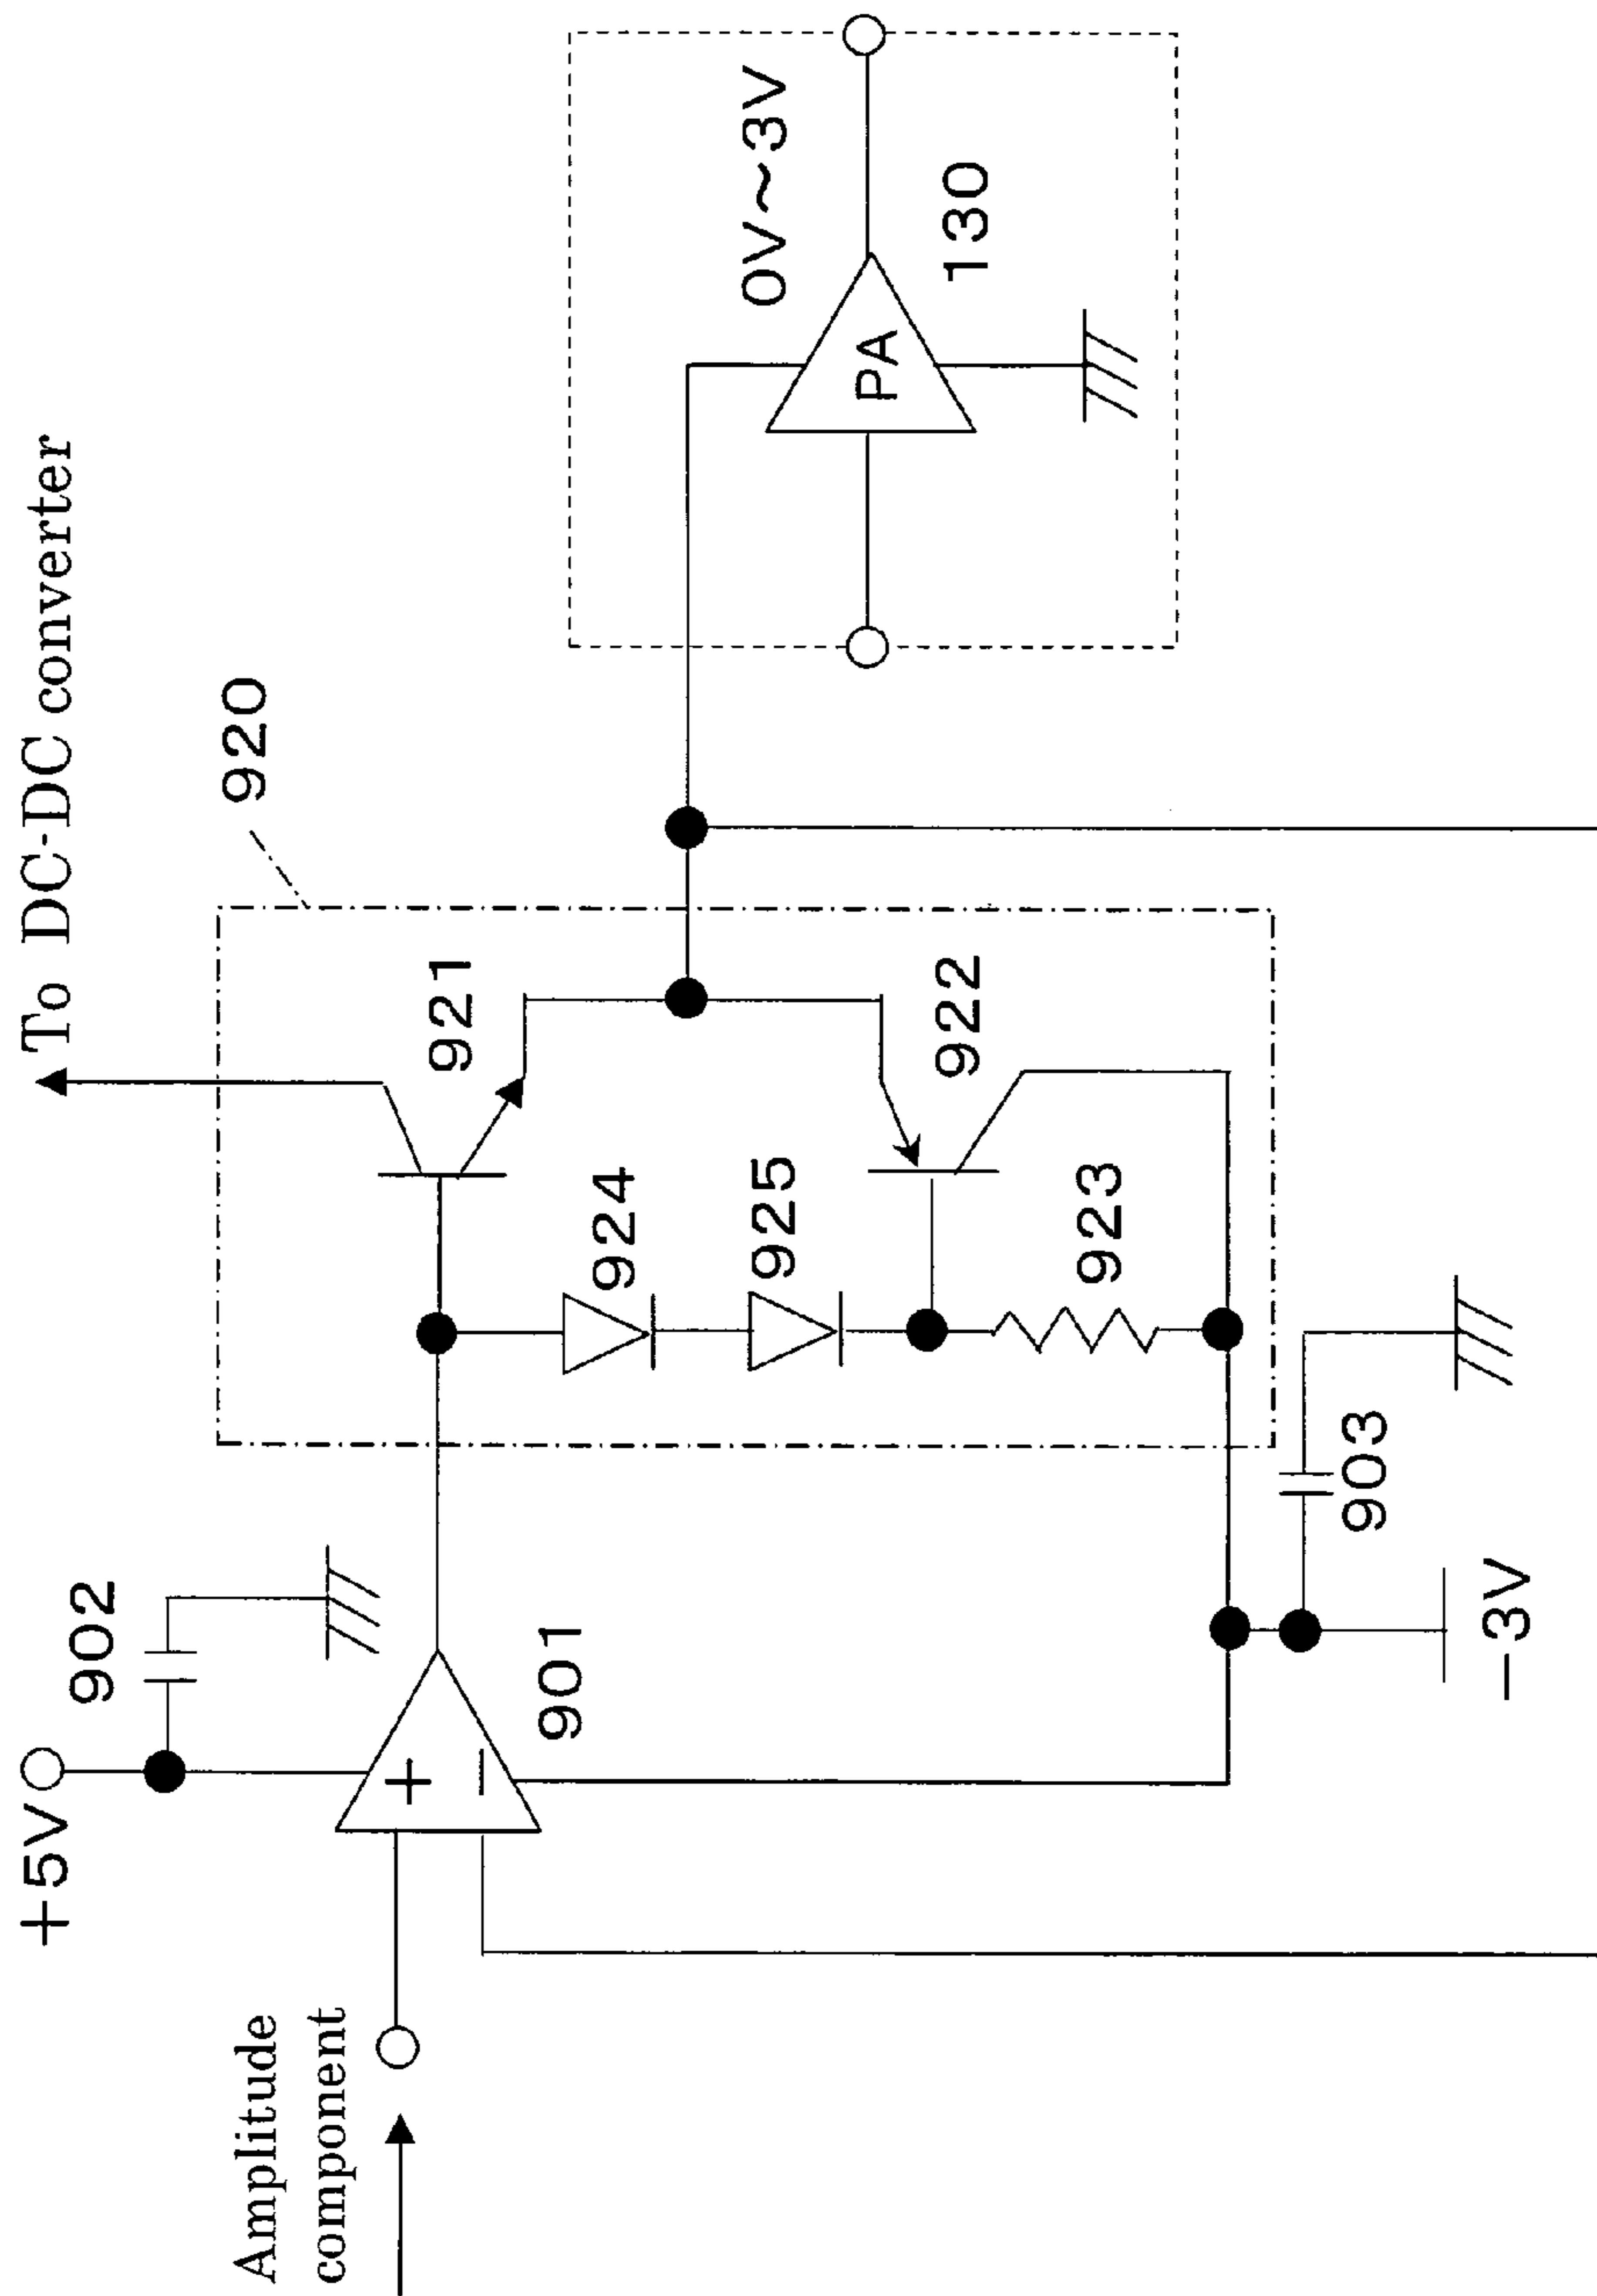 To DC-DC converter
920
+5V
902
921
0V~3V
Amplitude
component
+
−
901
924
925
922
PA
130
923
903
−3V